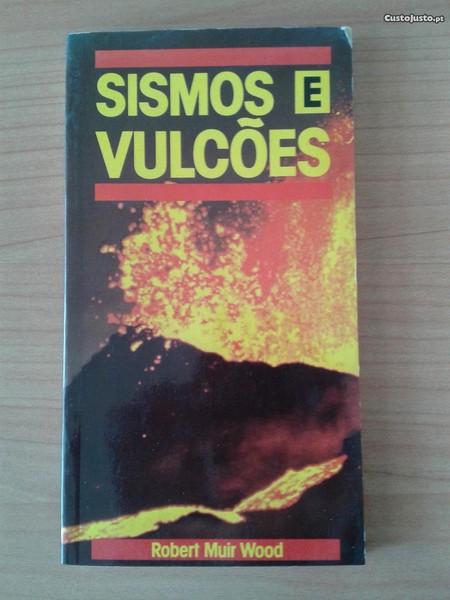 CustoJusto.pt
SISMOS E
VULCÕES
Robert Muir Wood